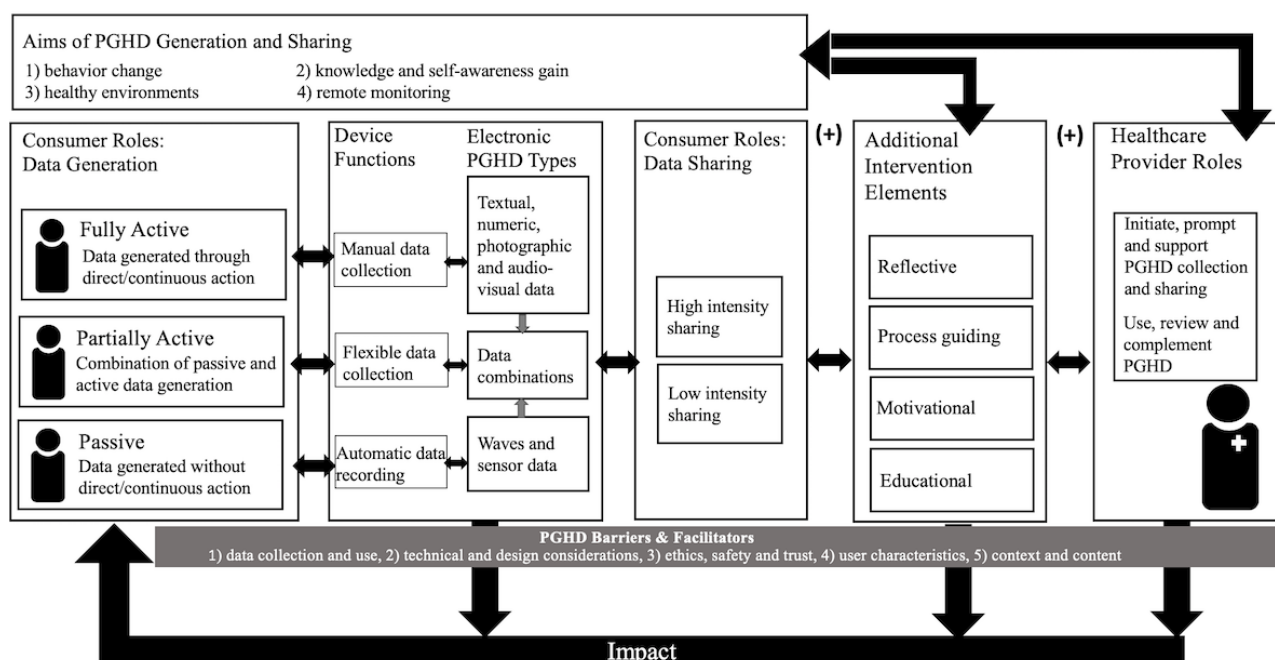 Aims of PGHD Generation and Sharing
1) behavior change
2) knowledge and self-awareness gain
3) healthy environments
4) remote monitoring
Consumer Roles:
Data Generation
Fully Active
Data generated through
direct/continuous action
Partially Active
Combination of passive and
active data generation
Passive
Data generated without
direct/continuous action
Device
Functions
Manual data
collection
Flexible data
collection
Automatic data
recording
Electronic
PGHD Types
Textual,
numeric,
photographic
and audio-
visual data
Data
combinations
Waves and
sensor data
Consumer Roles:
Data Sharing
High intensity
sharing
Low intensity
sharing
(+)
Additional
Intervention
Elements
Reflective
Process guiding
Motivational
Educational
(+)
Healthcare
Provider Roles
Initiate, prompt
and support
PGHD collection
and sharing
Use, review and
complement
PGHD
PGHD Barriers & Facilitators
1) data collection and use, 2) technical and design considerations, 3) ethics, safety and trust, 4) user characteristics, 5) context and content
Impact